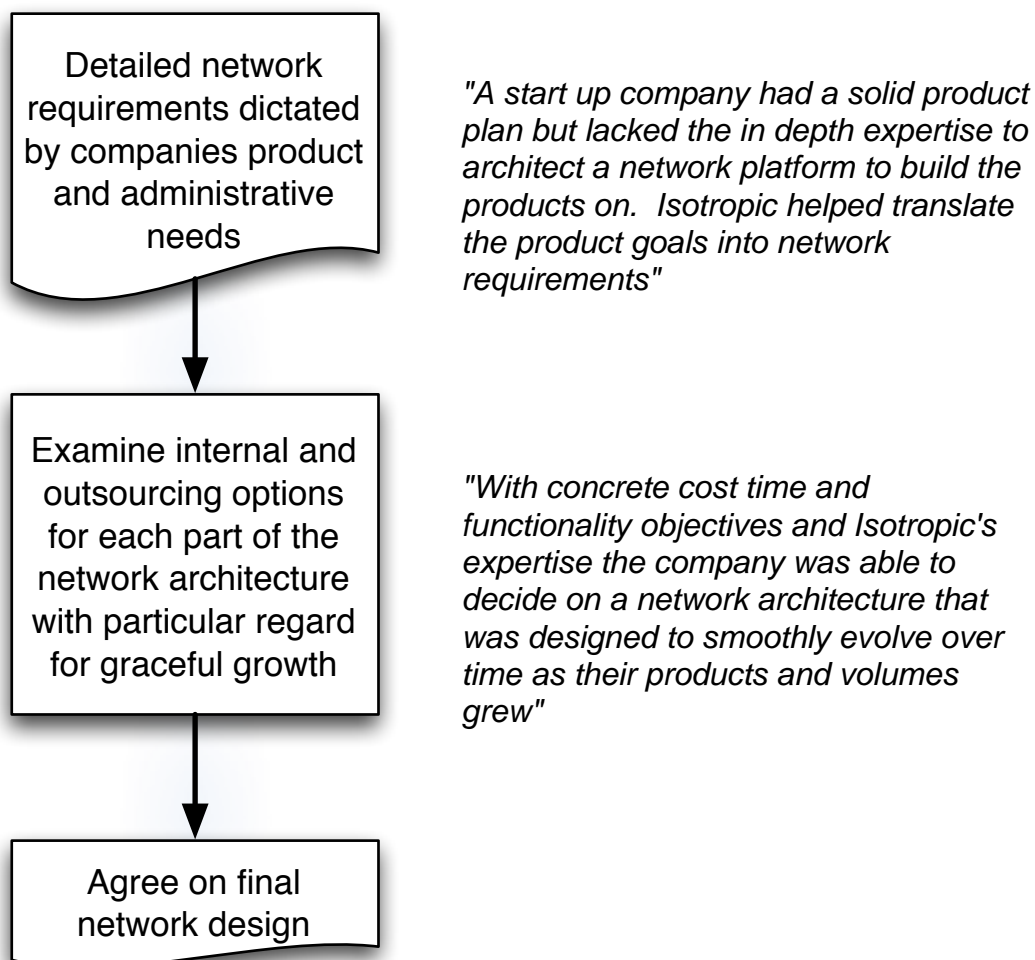 Detailed network
requirements dictated
by companies product
and administrative
needs
"A start up company had a solid product
plan but lacked the in depth expertise to
architect a network platform to build the
products on.  Isotropic helped translate
the product goals into network
requirements"
Examine internal and
outsourcing options
for each part of the
network architecture
with particular regard
for graceful growth
"With concrete cost time and
functionality objectives and Isotropic's
expertise the company was able to
decide on a network architecture that
was designed to smoothly evolve over
time as their products and volumes
grew"
Agree on final
network design